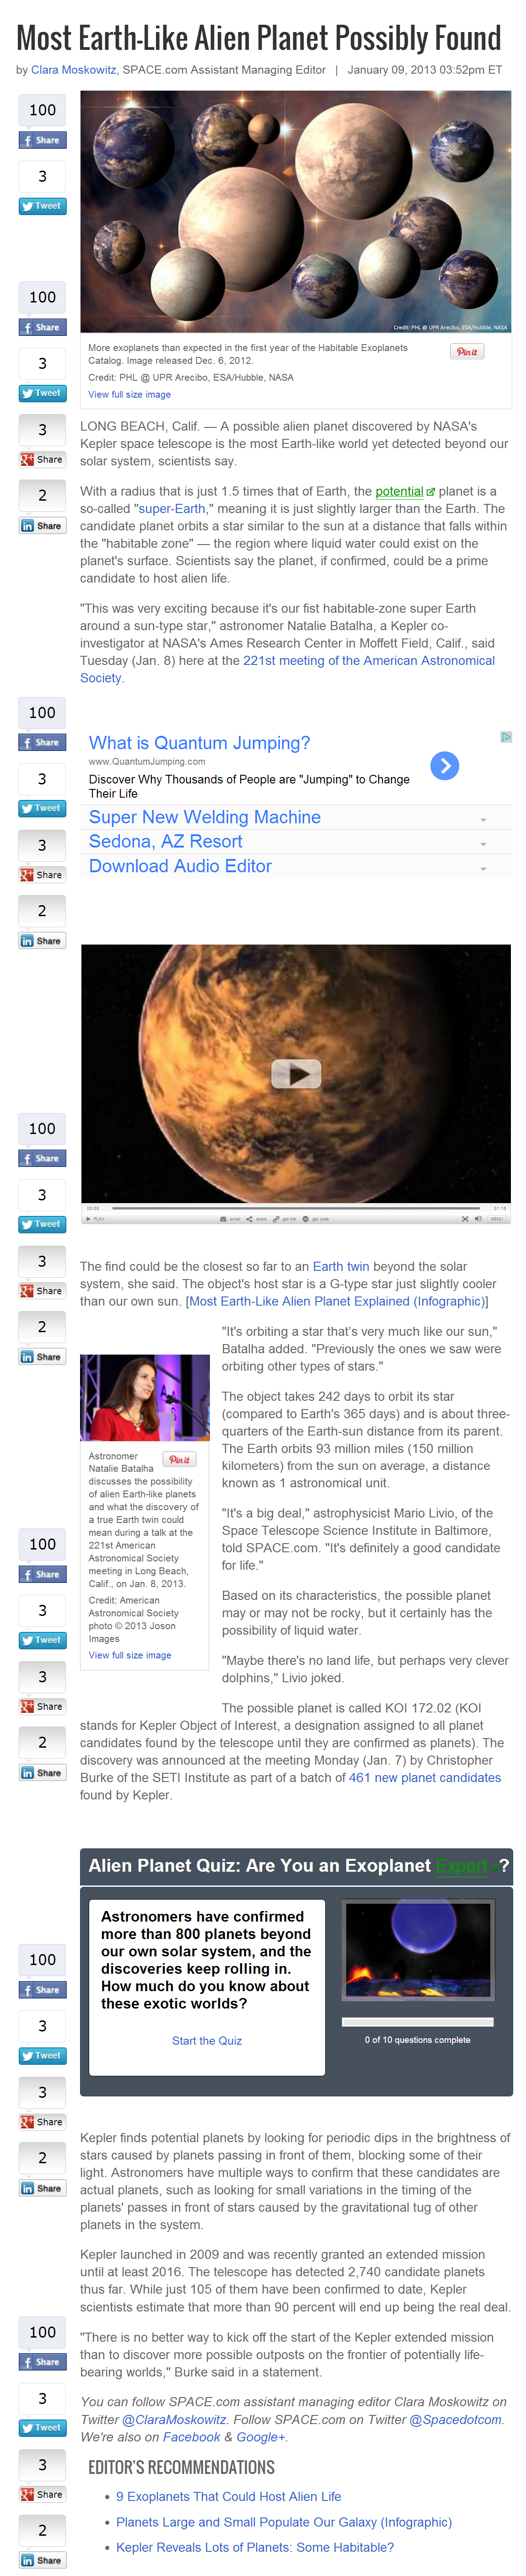 Most Earth-Like Alien Planet Possibly Found
by Clara Moskowitz, SPACE.com Assistant Managing Editor | January 09, 2013 03:52pm ET
100
Share
3
Tweet
100
Share
3
Tweet
3
Share
2
Share
Credit: PHL @ UPR Arecibo, ESA/Hubble, NASA
More exoplanets than expected in the first year of the Habitable Exoplanets
Catalog. Image released Dec. 6, 2012.
Credit: PHL @ UPR Arecibo, ESA/Hubble, NASA
View full size image
Pin it
LONG BEACH, Calif. — A possible alien planet discovered by NASA's
Kepler space telescope is the most Earth-like world yet detected beyond our
solar system, scientists say.
With a radius that is just 1.5 times that of Earth, the potential planet is a
so-called "super-Earth," meaning it is just slightly larger than the Earth. The
candidate planet orbits a star similar to the sun at a distance that falls within
the "habitable zone" — the region where liquid water could exist on the
planet's surface. Scientists say the planet, if confirmed, could be a prime
candidate to host alien life.
"This was very exciting because it's our fist habitable-zone super Earth
around a sun-type star," astronomer Natalie Batalha, a Kepler co-
investigator at NASA's Ames Research Center in Moffett Field, Calif., said
Tuesday (Jan. 8) here at the 221st meeting of the American Astronomical
Society.
100
Share
3
Tweet
3
Share
2
Share
What is Quantum Jumping?
www.QuantumJumping.com
Discover Why Thousands of People are "Jumping" to Change
Their Life
Super New Welding Machine
Sedona, AZ Resort
Download Audio Editor
00:00
01:18
PLAY
email
share
get link
get code
MENU
100
Share
3
Tweet
3
Share
2
Share
The find could be the closest so far to an Earth twin beyond the solar
system, she said. The object's host star is a G-type star just slightly cooler
than our own sun. [Most Earth-Like Alien Planet Explained (Infographic)]
"It's orbiting a star that's very much like our sun,"
Batalha added. "Previously the ones we saw were
orbiting other types of stars."
The object takes 242 days to orbit its star
(compared to Earth's 365 days) and is about three-
quarters of the Earth-sun distance from its parent.
The Earth orbits 93 million miles (150 million
kilometers) from the sun on average, a distance
known as 1 astronomical unit.
Pin it
Astronomer
Natalie Batalha
discusses the possibility
of alien Earth-like planets
and what the discovery of
a true Earth twin could
mean during a talk at the
221st American
Astronomical Society
meeting in Long Beach,
Calif., on Jan. 8, 2013.
Credit: American
Astronomical Society
photo © 2013 Joson
Images
View full size image
"It's a big deal," astrophysicist Mario Livio, of the
Space Telescope Science Institute in Baltimore,
told SPACE.com. "It's definitely a good candidate
for life."
Based on its characteristics, the possible planet
may or may not be rocky, but it certainly has the
possibility of liquid water.
"Maybe there's no land life, but perhaps very clever
dolphins," Livio joked.
100
Share
3
Tweet
3
Share
2
Share
The possible planet is called KOI 172.02 (KOI
stands for Kepler Object of Interest, a designation assigned to all planet
candidates found by the telescope until they are confirmed as planets). The
discovery was announced at the meeting Monday (Jan. 7) by Christopher
Burke of the SETI Institute as part of a batch of 461 new planet candidates
found by Kepler.
Alien Planet Quiz: Are You an Exoplanet Expert?
Astronomers have confirmed
more than 800 planets beyond
our own solar system, and the
discoveries keep rolling in.
How much do you know about
these exotic worlds?
Start the Quiz
0 of 10 questions complete
100
Share
3
Tweet
3
Share
2
Share
Kepler finds potential planets by looking for periodic dips in the brightness of
stars caused by planets passing in front of them, blocking some of their
light. Astronomers have multiple ways to confirm that these candidates are
actual planets, such as looking for small variations in the timing of the
planets' passes in front of stars caused by the gravitational tug of other
planets in the system.
Kepler launched in 2009 and was recently granted an extended mission
until at least 2016. The telescope has detected 2,740 candidate planets
thus far. While just 105 of them have been confirmed to date, Kepler
scientists estimate that more than 90 percent will end up being the real deal.
"There is no better way to kick off the start of the Kepler extended mission
than to discover more possible outposts on the frontier of potentially life-
bearing worlds," Burke said in a statement.
100
Share
3
Tweet
3
Share
2
Share
You can follow SPACE.com assistant managing editor Clara Moskowitz on
Twitter @ClaraMoskowitz. Follow SPACE.com on Twitter @Spacedotcom.
We're also on Facebook & Google+.
EDITOR'S RECOMMENDATIONS
• 9 Exoplanets That Could Host Alien Life
• Planets Large and Small Populate Our Galaxy (Infographic)
• Kepler Reveals Lots of Planets: Some Habitable?